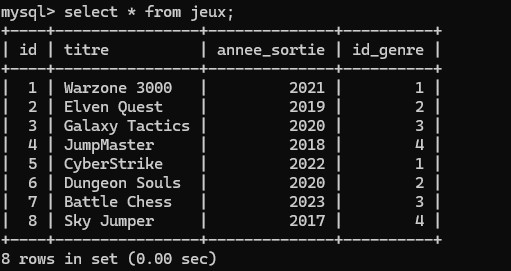 mysql> select * from jeux;
+----+----------------+--------------+----------+
| id | titre          | annee_sortie | id_genre |
+----+----------------+--------------+----------+
|  1 | Warzone 3000   |         2021 |        1 |
|  2 | Elven Quest    |         2019 |        2 |
|  3 | Galaxy Tactics |         2020 |        3 |
|  4 | JumpMaster     |         2018 |        4 |
|  5 | CyberStrike    |         2022 |        1 |
|  6 | Dungeon Souls  |         2020 |        2 |
|  7 | Battle Chess   |         2023 |        3 |
|  8 | Sky Jumper     |         2017 |        4 |
+----+----------------+--------------+----------+
8 rows in set (0.00 sec)